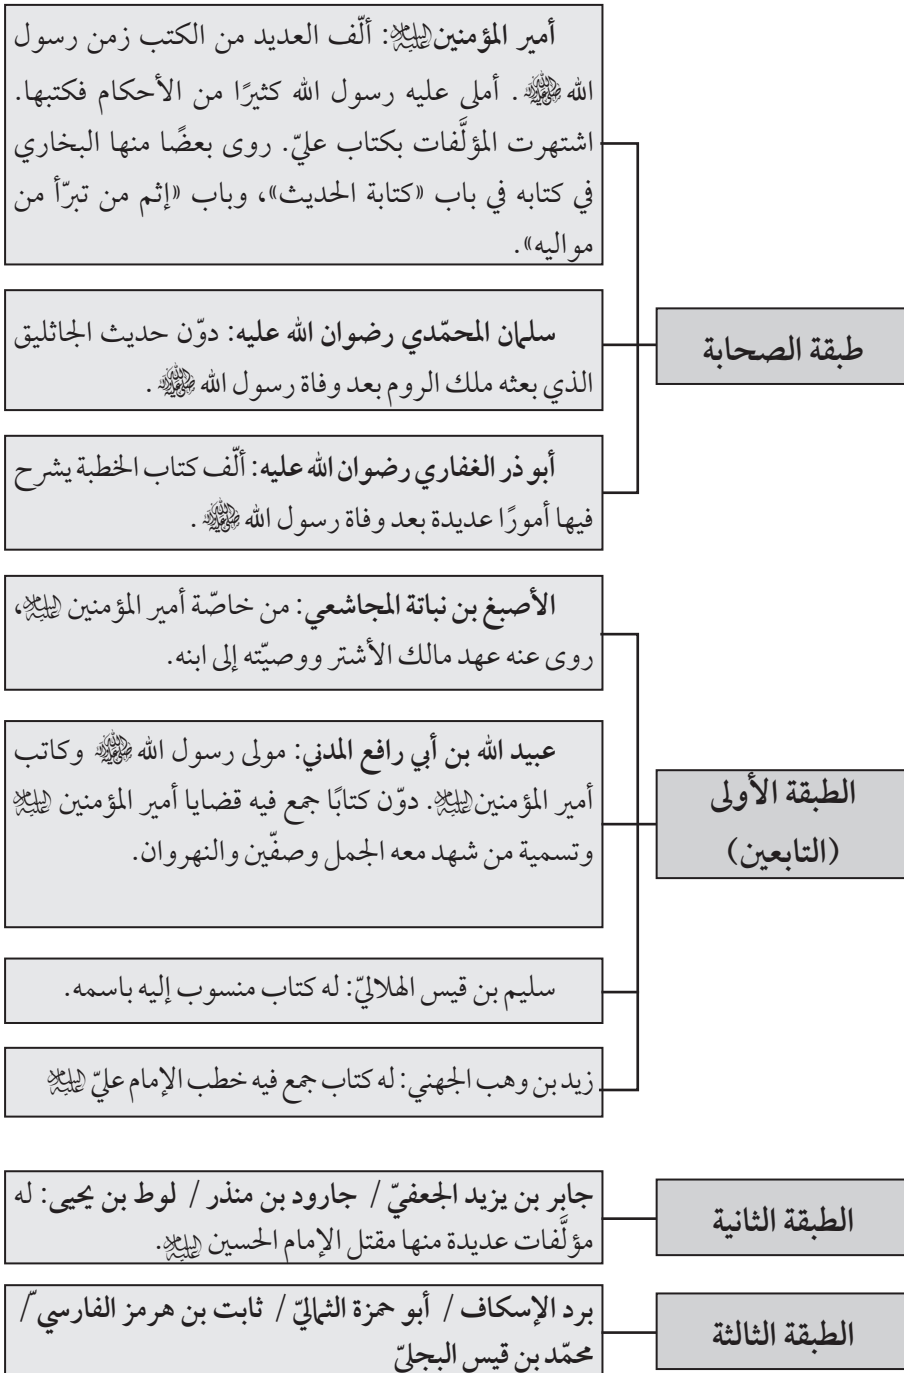 طبقة الصحابة
أمير المؤمنين عليه السلام: ألّف العديد من الكتب زمن رسول
الله ﷺ. أملى عليه رسول الله كثيرًا من الأحكام فكتبها.
اشتهرت المؤلَّفات بكتاب عليّ. روى بعضًا منها البخاري
في كتابه في باب «كتابة الحديث»، وباب «إثم من تبرّأ من
مواليه».
سلمان المحمّدي رضوان الله عليه: دوّن حديث الجاثليق
الذي بعثه ملك الروم بعد وفاة رسول الله ﷺ.
أبو ذر الغفاري رضوان الله عليه: ألّف كتاب الخطبة يشرح
فيها أمورًا عديدة بعد وفاة رسول الله ﷺ.
الطبقة الأولى
(التابعين)
الأصبغ بن نباتة المجاشعي: من خاصّة أمير المؤمنين عليه السلام،
روى عنه عهد مالك الأشتر ووصيّته إلى ابنه.
عبيد الله بن أبي رافع المدني: مولى رسول الله ﷺ وكاتب
أمير المؤمنين عليه السلام. دوّن كتابًا جمع فيه قضايا أمير المؤمنين عليه السلام
وتسمية من شهد معه الجمل وصفّين والنهروان.
سليم بن قيس الهلاليّ: له كتاب منسوب إليه باسمه.
زيد بن وهب الجهني: له كتاب جمع فيه خطب الإمام عليّ عليه السلام
الطبقة الثانية
جابر بن يزيد الجعفيّ / جارود بن منذر / لوط بن يحيى: له
مؤلَّفات عديدة منها مقتل الإمام الحسين عليه السلام.
الطبقة الثالثة
برد الإسكاف / أبو حمزة الثماليّ / ثابت بن هرمز الفارسيّ /
محمّد بن قيس البجليّ